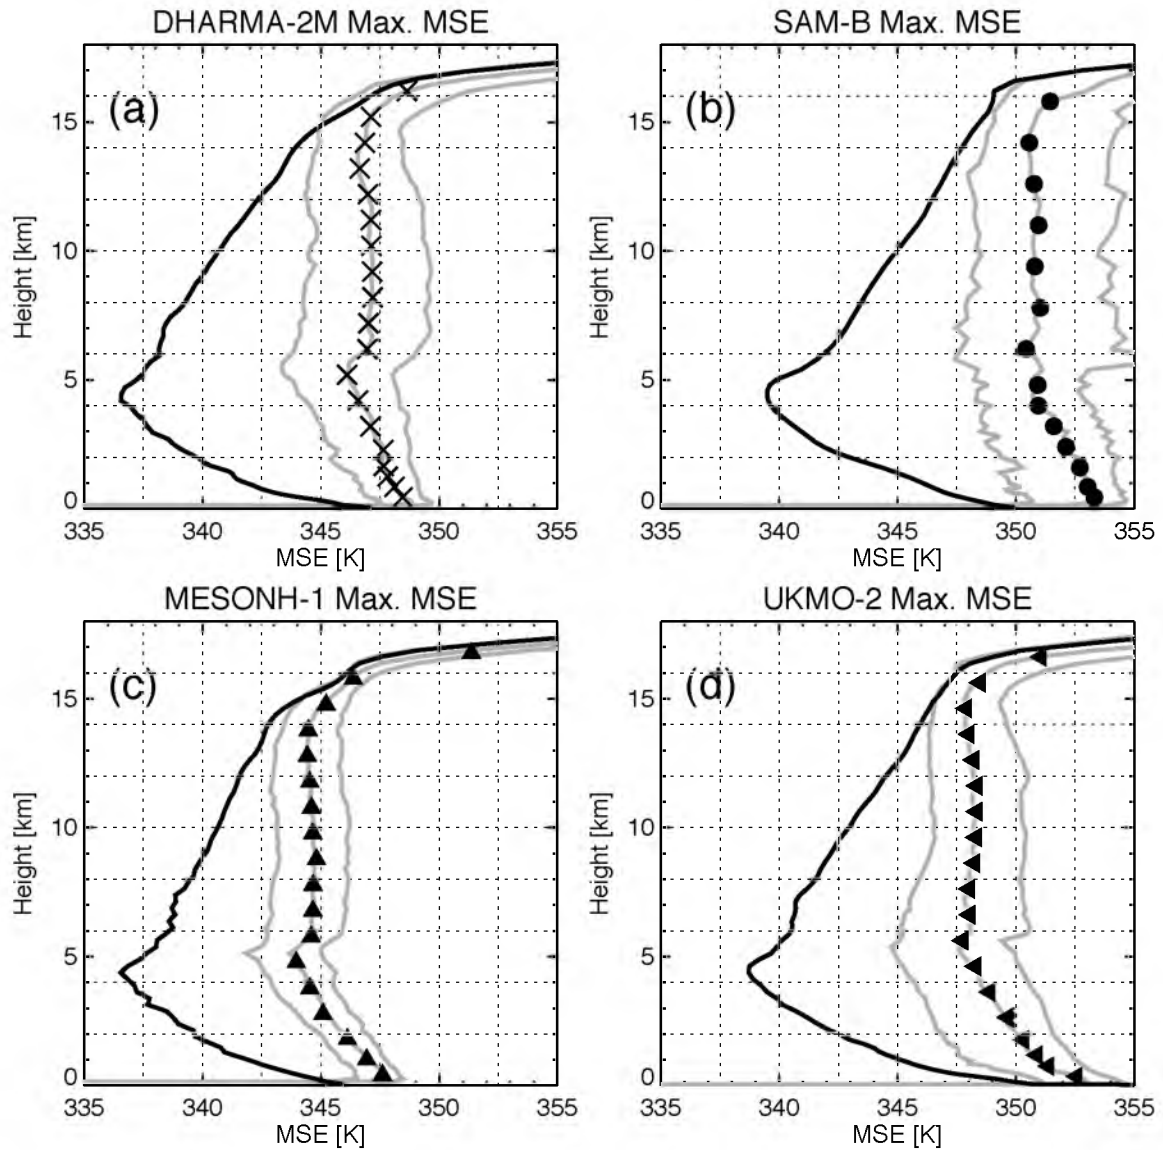 DHARMA-2M Max. MSE
(a)
Height [km]
15
10
5
0
335 340 345 350 355
MSE [K]
SAM-B Max. MSE
(b)
Height [km]
15
10
5
0
335 340 345 350 355
MSE [K]
MESONH-1 Max. MSE
(c)
Height [km]
15
10
5
0
335 340 345 350 355
MSE [K]
UKMO-2 Max. MSE
(d)
Height [km]
15
10
5
0
335 340 345 350 355
MSE [K]